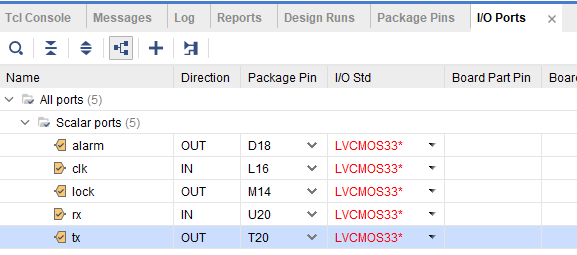 Tcl Console Messages Log Reports Design Runs Package Pins I/O Ports
Name Direction Package Pin I/O Std Board Part Pin Board
All ports (5)
Scalar ports (5)
alarm OUT D18 LVCMOS33*
clk IN L16 LVCMOS33*
lock OUT M14 LVCMOS33*
rx IN U20 LVCMOS33*
tx OUT T20 LVCMOS33*